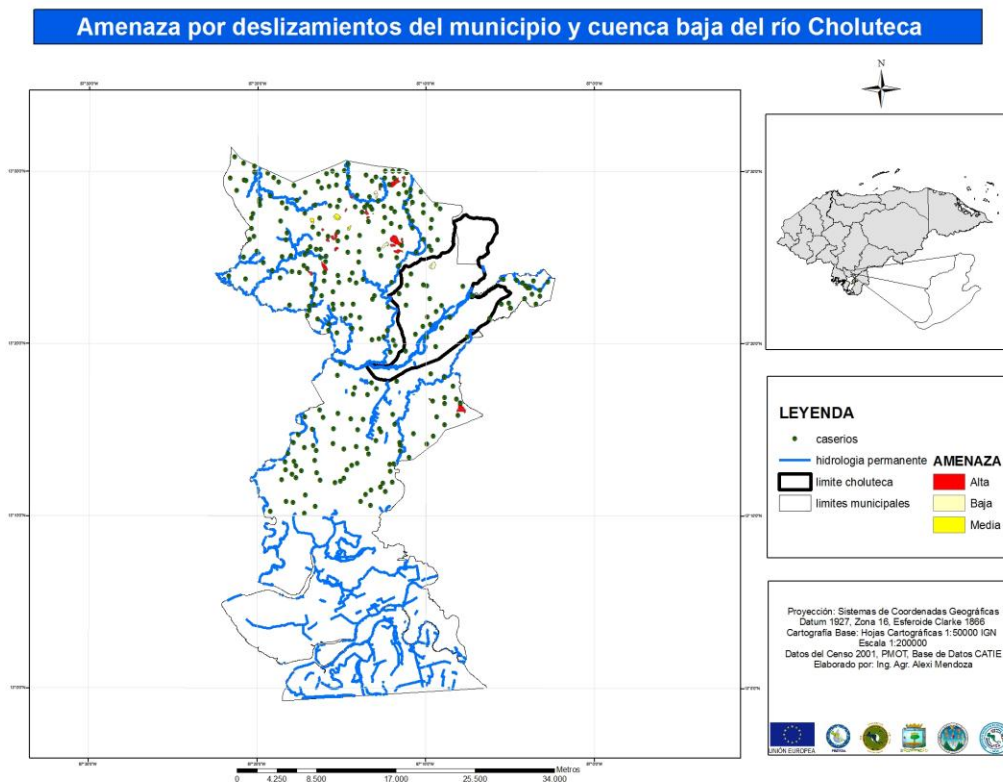 Amenaza por deslizamientos del municipio y cuenca baja del río Choluteca
N
LEYENDA
caserios
hidrologia permanente
limite choluteca
limites municipales
AMENAZA
Alta
Baja
Media
Proyección: Sistemas de Coordenadas Geográficas
Datum 1927, Zona 16, Esferoide Clarke 1866
Cartografía Base: Hojas Cartográficas 1:50000 IGN
Escala 1:200000
Datos del Censo 2001, PMOT, Base de Datos CATIE
Elaborado por: Ing. Agr. Alexi Mendoza
UNIÓN EUROPEA
Metros
0 4.250 8.500 17.000 25.500 34.000